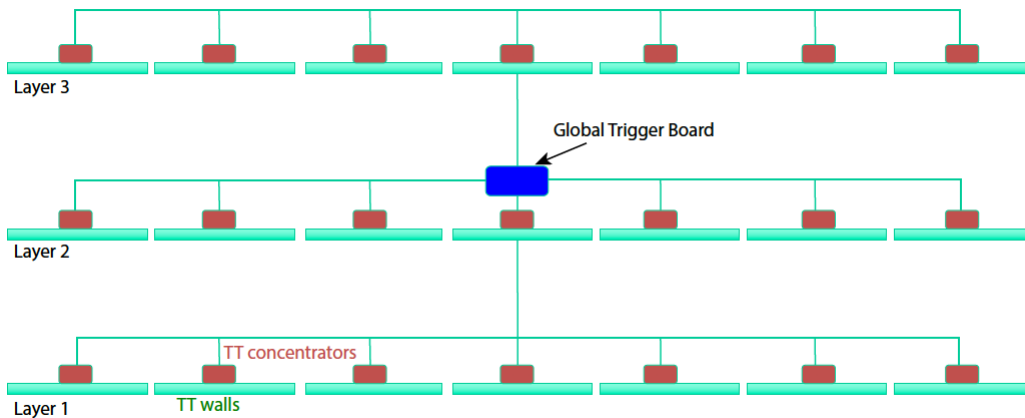 Layer 3
Global Trigger Board
Layer 2
TT concentrators
TT walls
Layer 1